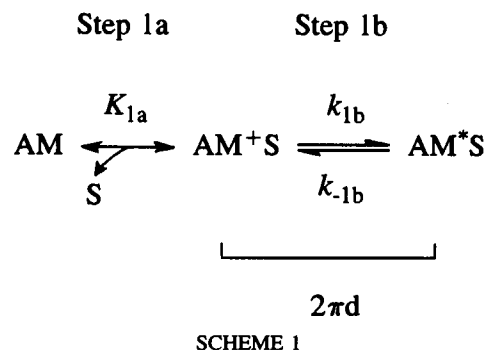 Step 1a Step 1b
K1a k1b
AM AM+S AM*S
S k-1b
2πd
SCHEME 1